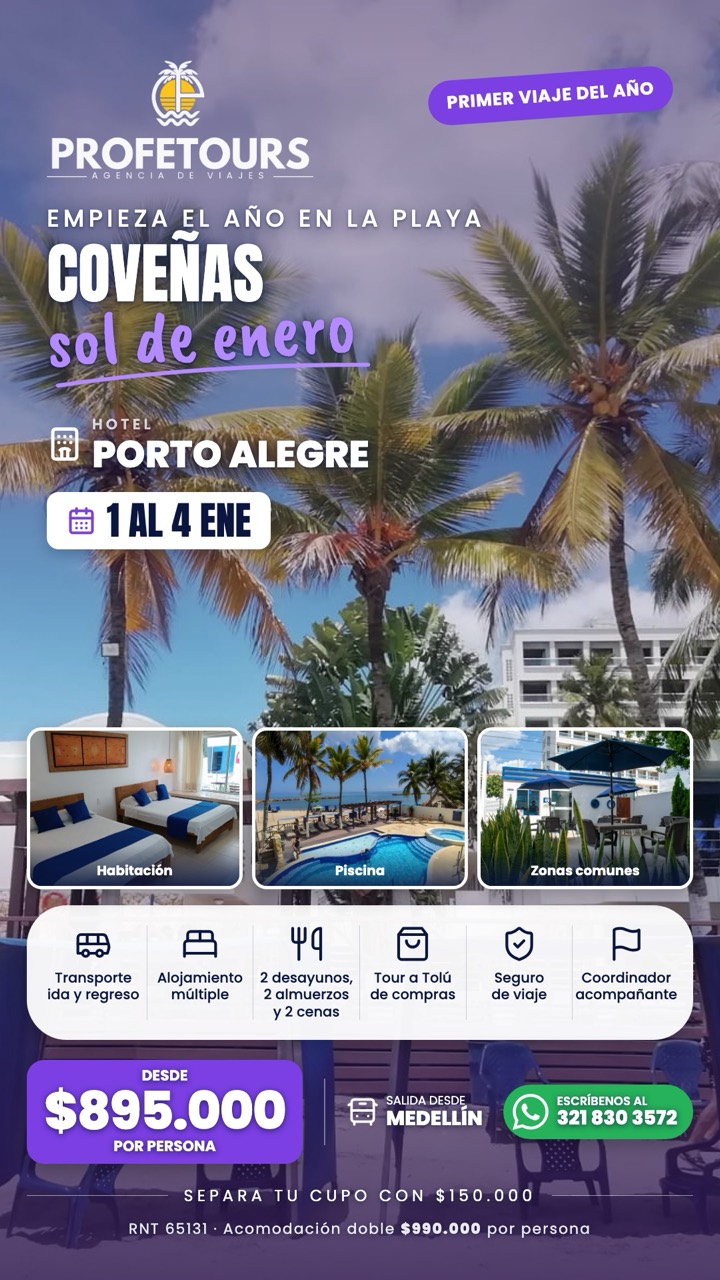 PRIMER VIAJE DEL AÑO
PROFETOURS
AGENCIA DE VIAJES
EMPIEZA EL AÑO EN LA PLAYA
COVEÑAS
sol de enero
HOTEL
PORTO ALEGRE
1 AL 4 ENE
Habitación
Piscina
Zonas comunes
Transporte
ida y regreso
Alojamiento
múltiple
2 desayunos,
2 almuerzos
y 2 cenas
Tour a Tolú
de compras
Seguro
de viaje
Coordinador
acompañante
DESDE
$895.000
POR PERSONA
SALIDA DESDE
MEDELLÍN
ESCRÍBENOS AL
321 830 3572
SEPARA TU CUPO CON $150.000
RNT 65131 · Acomodación doble $990.000 por persona